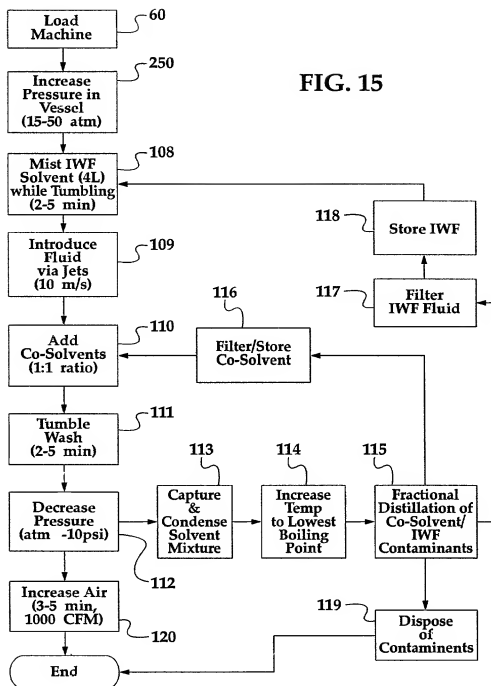 FIG. 15
Load
Machine
60
Increase
Pressure in
Vessel
(15-50 atm)
250
Mist IWF
Solvent (4L)
while Tumbling
(2-5 min)
108
Introduce
Fluid
via Jets
(10 m/s)
109
Add
Co-Solvents
(1:1 ratio)
110
Tumble
Wash
(2-5 min)
111
Decrease
Pressure
(atm -10psi)
112
Capture
&
Condense
Solvent
Mixture
113
Increase
Temp
to Lowest
Boiling
Point
114
Fractional
Distillation of
Co-Solvent/
IWF
Contaminants
115
Filter/Store
Co-Solvent
116
Filter
IWF Fluid
117
Store IWF
118
Dispose
of
Contaminents
119
Increase Air
(3-5 min,
1000 CFM)
120
End